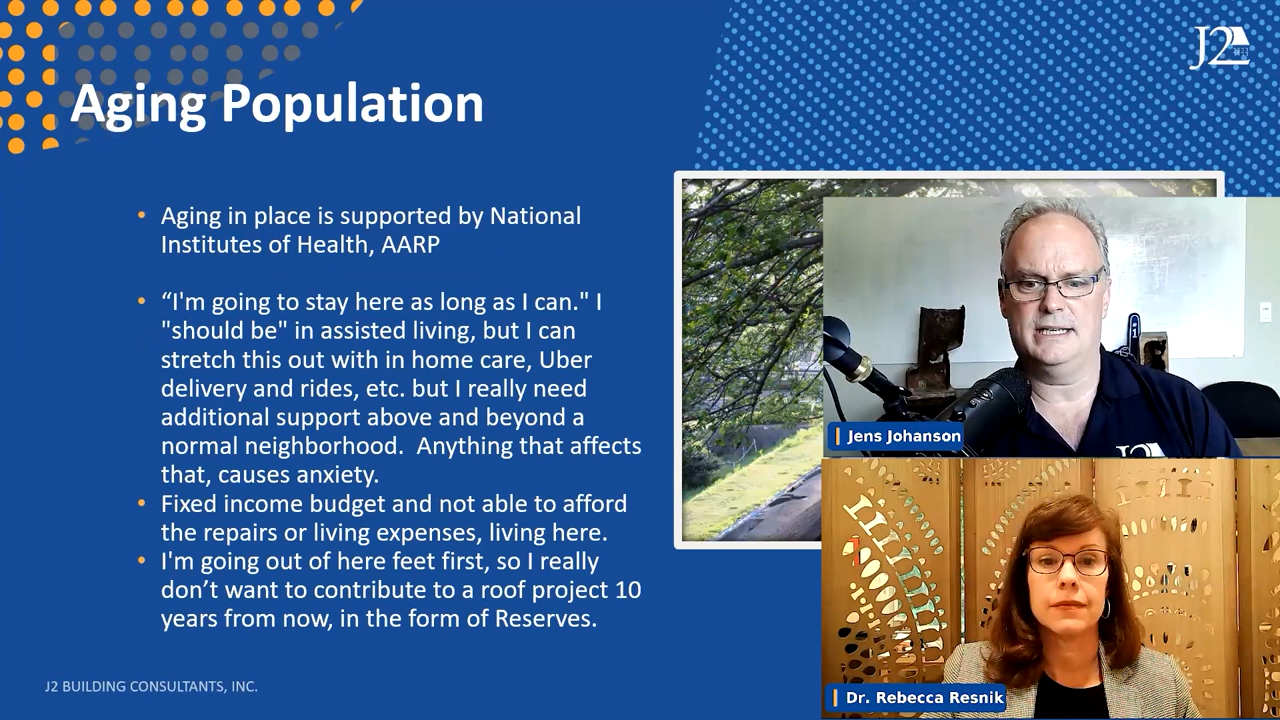 J2
Aging Population
• Aging in place is supported by National
Institutes of Health, AARP
• “I'm going to stay here as long as I can." I
"should be" in assisted living, but I can
stretch this out with in home care, Uber
delivery and rides, etc. but I really need
additional support above and beyond a
normal neighborhood.  Anything that affects
that, causes anxiety.
• Fixed income budget and not able to afford
the repairs or living expenses, living here.
• I'm going out of here feet first, so I really
don’t want to contribute to a roof project 10
years from now, in the form of Reserves.
1
J2
Jens Johanson
Dr. Rebecca Resnik
J2 BUILDING CONSULTANTS, INC.